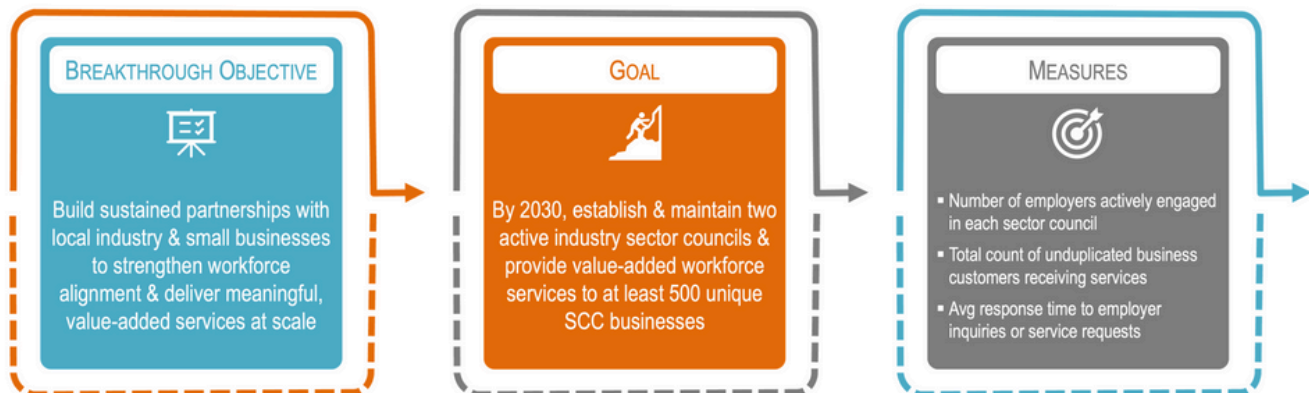 BREAKTHROUGH OBJECTIVE
Build sustained partnerships with
local industry & small businesses
to strengthen workforce
alignment & deliver meaningful,
value-added services at scale
GOAL
By 2030, establish & maintain two
active industry sector councils &
provide value-added workforce
services to at least 500 unique
SCC businesses
MEASURES
▪ Number of employers actively engaged
in each sector council
▪ Total count of unduplicated business
customers receiving services
▪ Avg response time to employer
inquiries or service requests